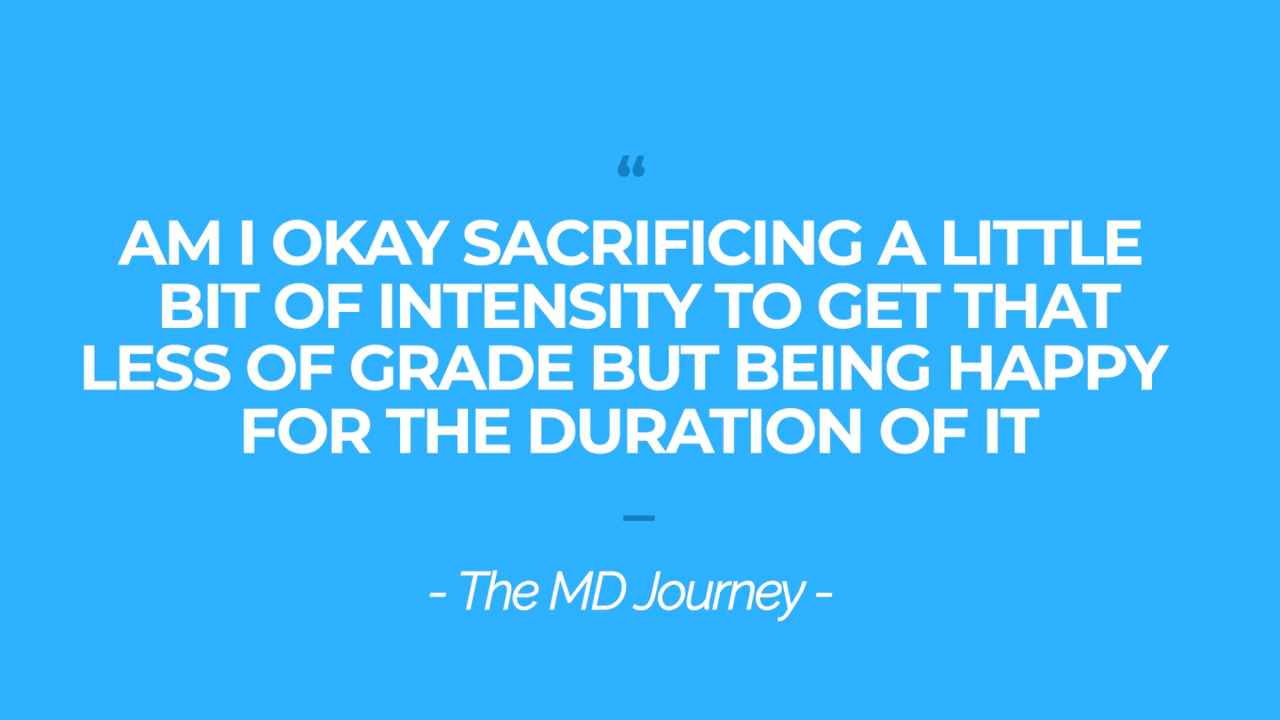 “
AM I OKAY SACRIFICING A LITTLE
BIT OF INTENSITY TO GET THAT
LESS OF GRADE BUT BEING HAPPY
FOR THE DURATION OF IT
—
- The MD Journey -